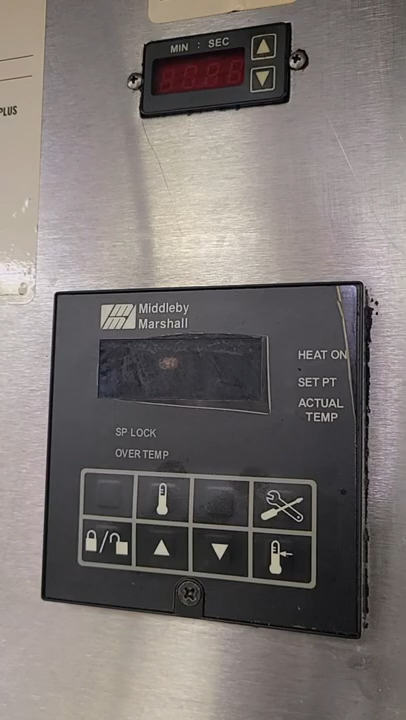 PLUS
MIN : SEC
Middleby
Marshall
HEAT ON
SET PT
ACTUAL
TEMP
SP LOCK
OVER TEMP